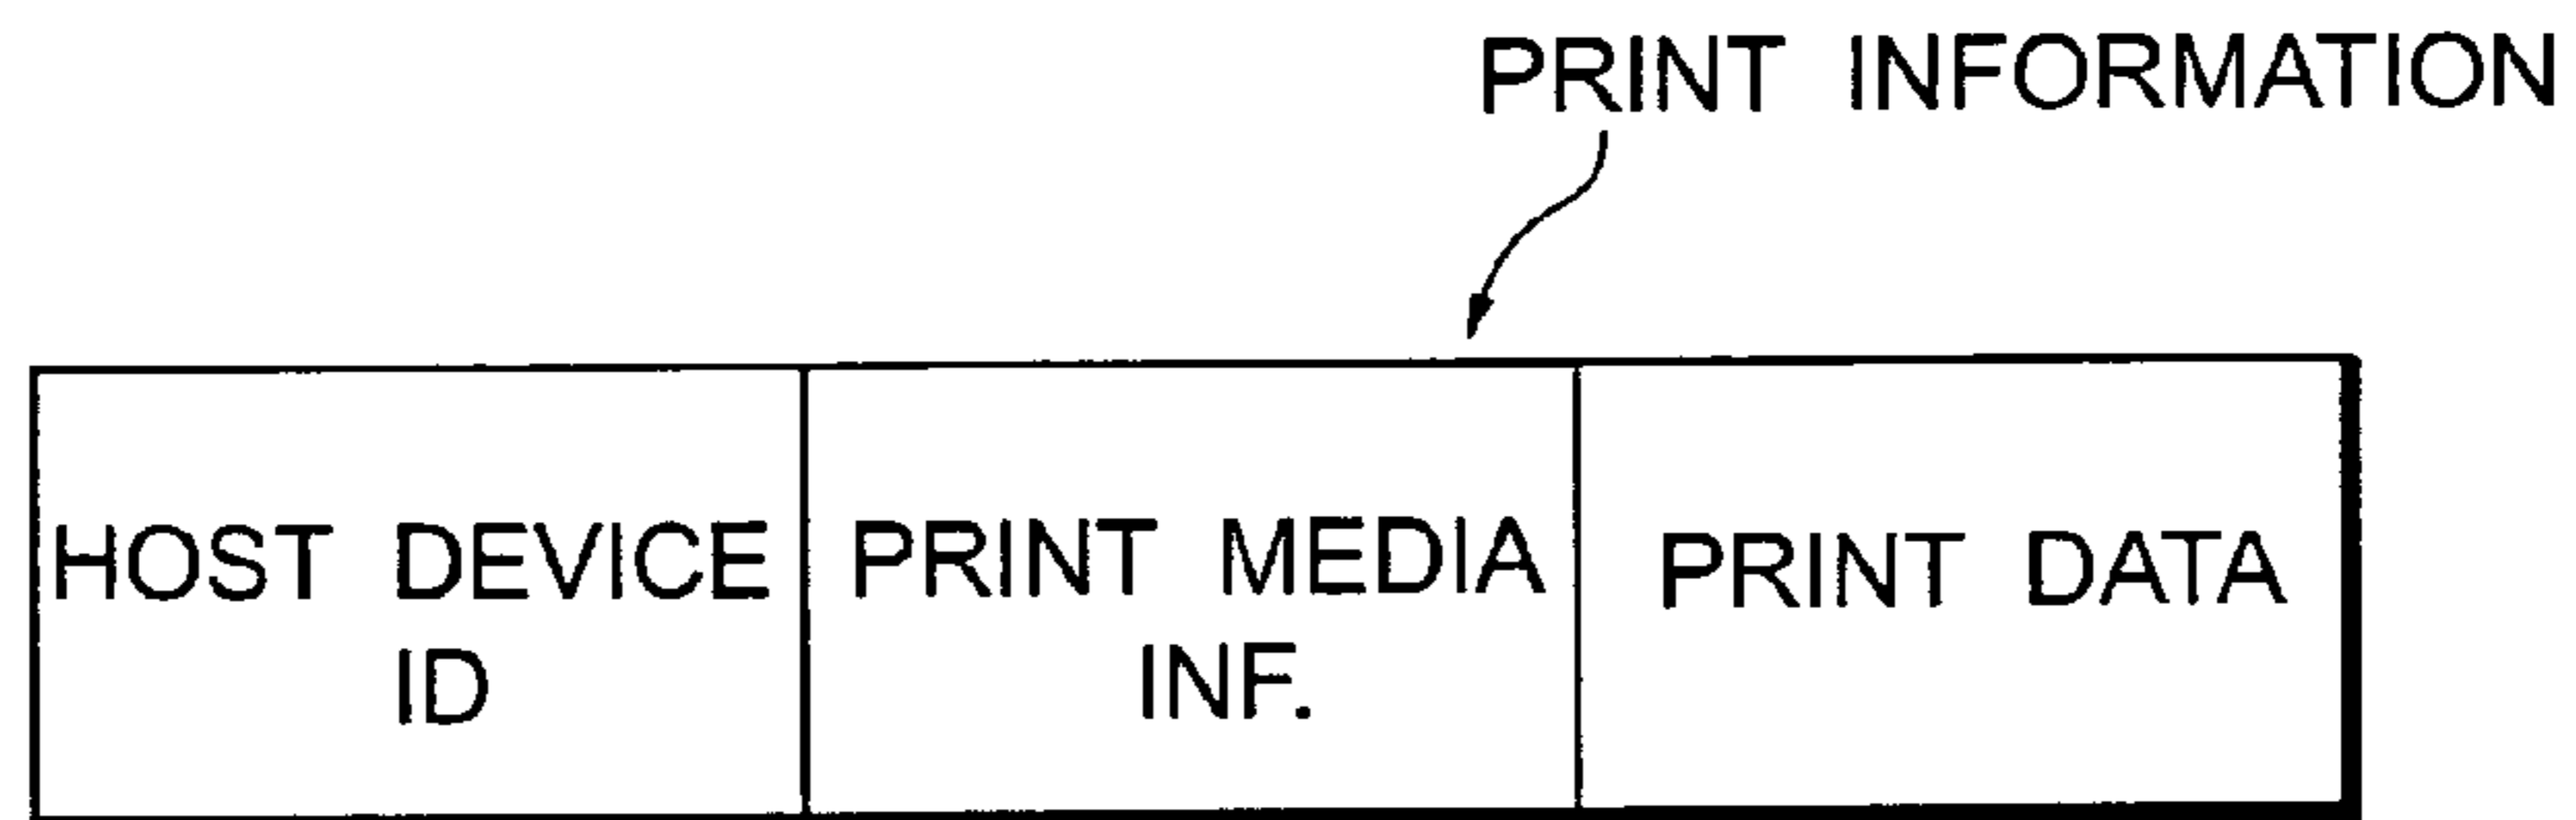 PRINT INFORMATION
HOST DEVICE
ID
PRINT MEDIA
INF.
PRINT DATA